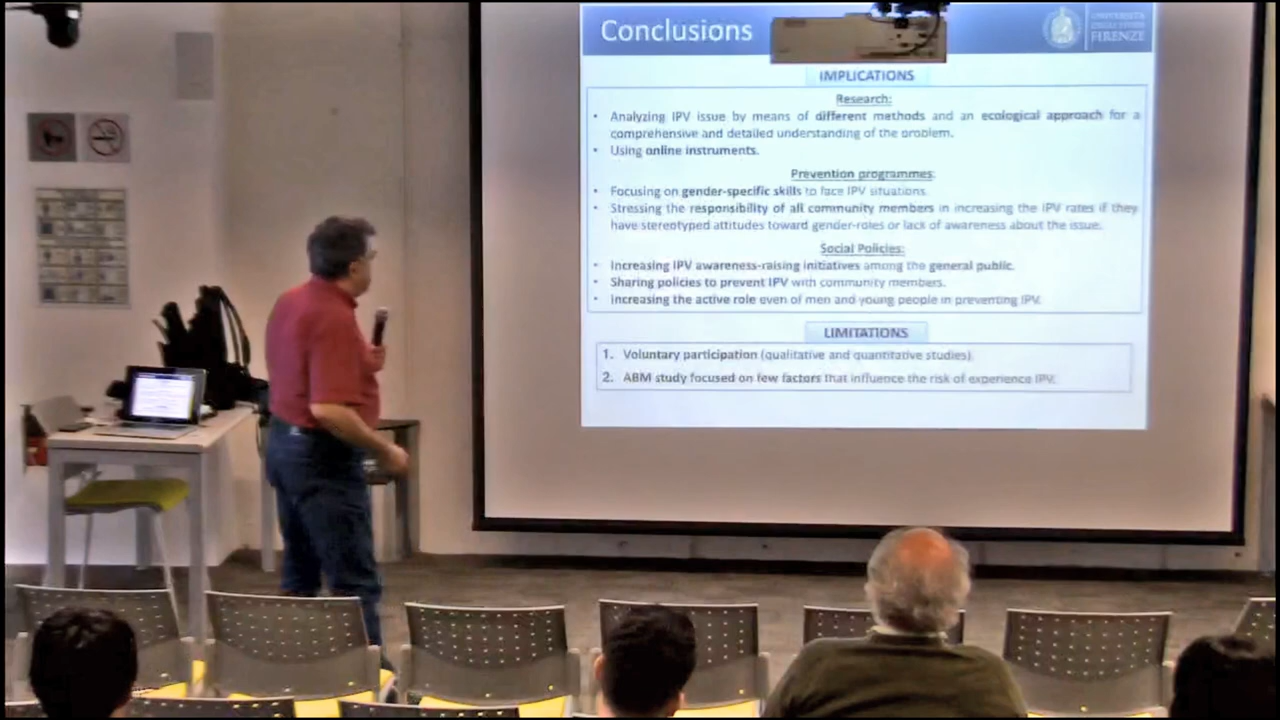 Conclusions
UNIVERSITÀ
DEGLI STUDI
FIRENZE
IMPLICATIONS
Research:
• Analyzing IPV issue by means of different methods and an ecological approach for a
comprehensive and detailed understanding of the problem.
• Using online instruments.
Prevention programmes:
• Focusing on gender-specific skills to face IPV situations.
• Stressing the responsibility of all community members in increasing the IPV rates if they
have stereotyped attitudes toward gender-roles or lack of awareness about the issue.
Social Policies:
• Increasing IPV awareness-raising initiatives among the general public.
• Sharing policies to prevent IPV with community members.
• Increasing the active role even of men and young people in preventing IPV.
LIMITATIONS
1. Voluntary participation (qualitative and quantitative studies)
2. ABM study focused on few factors that influence the risk of experience IPV.